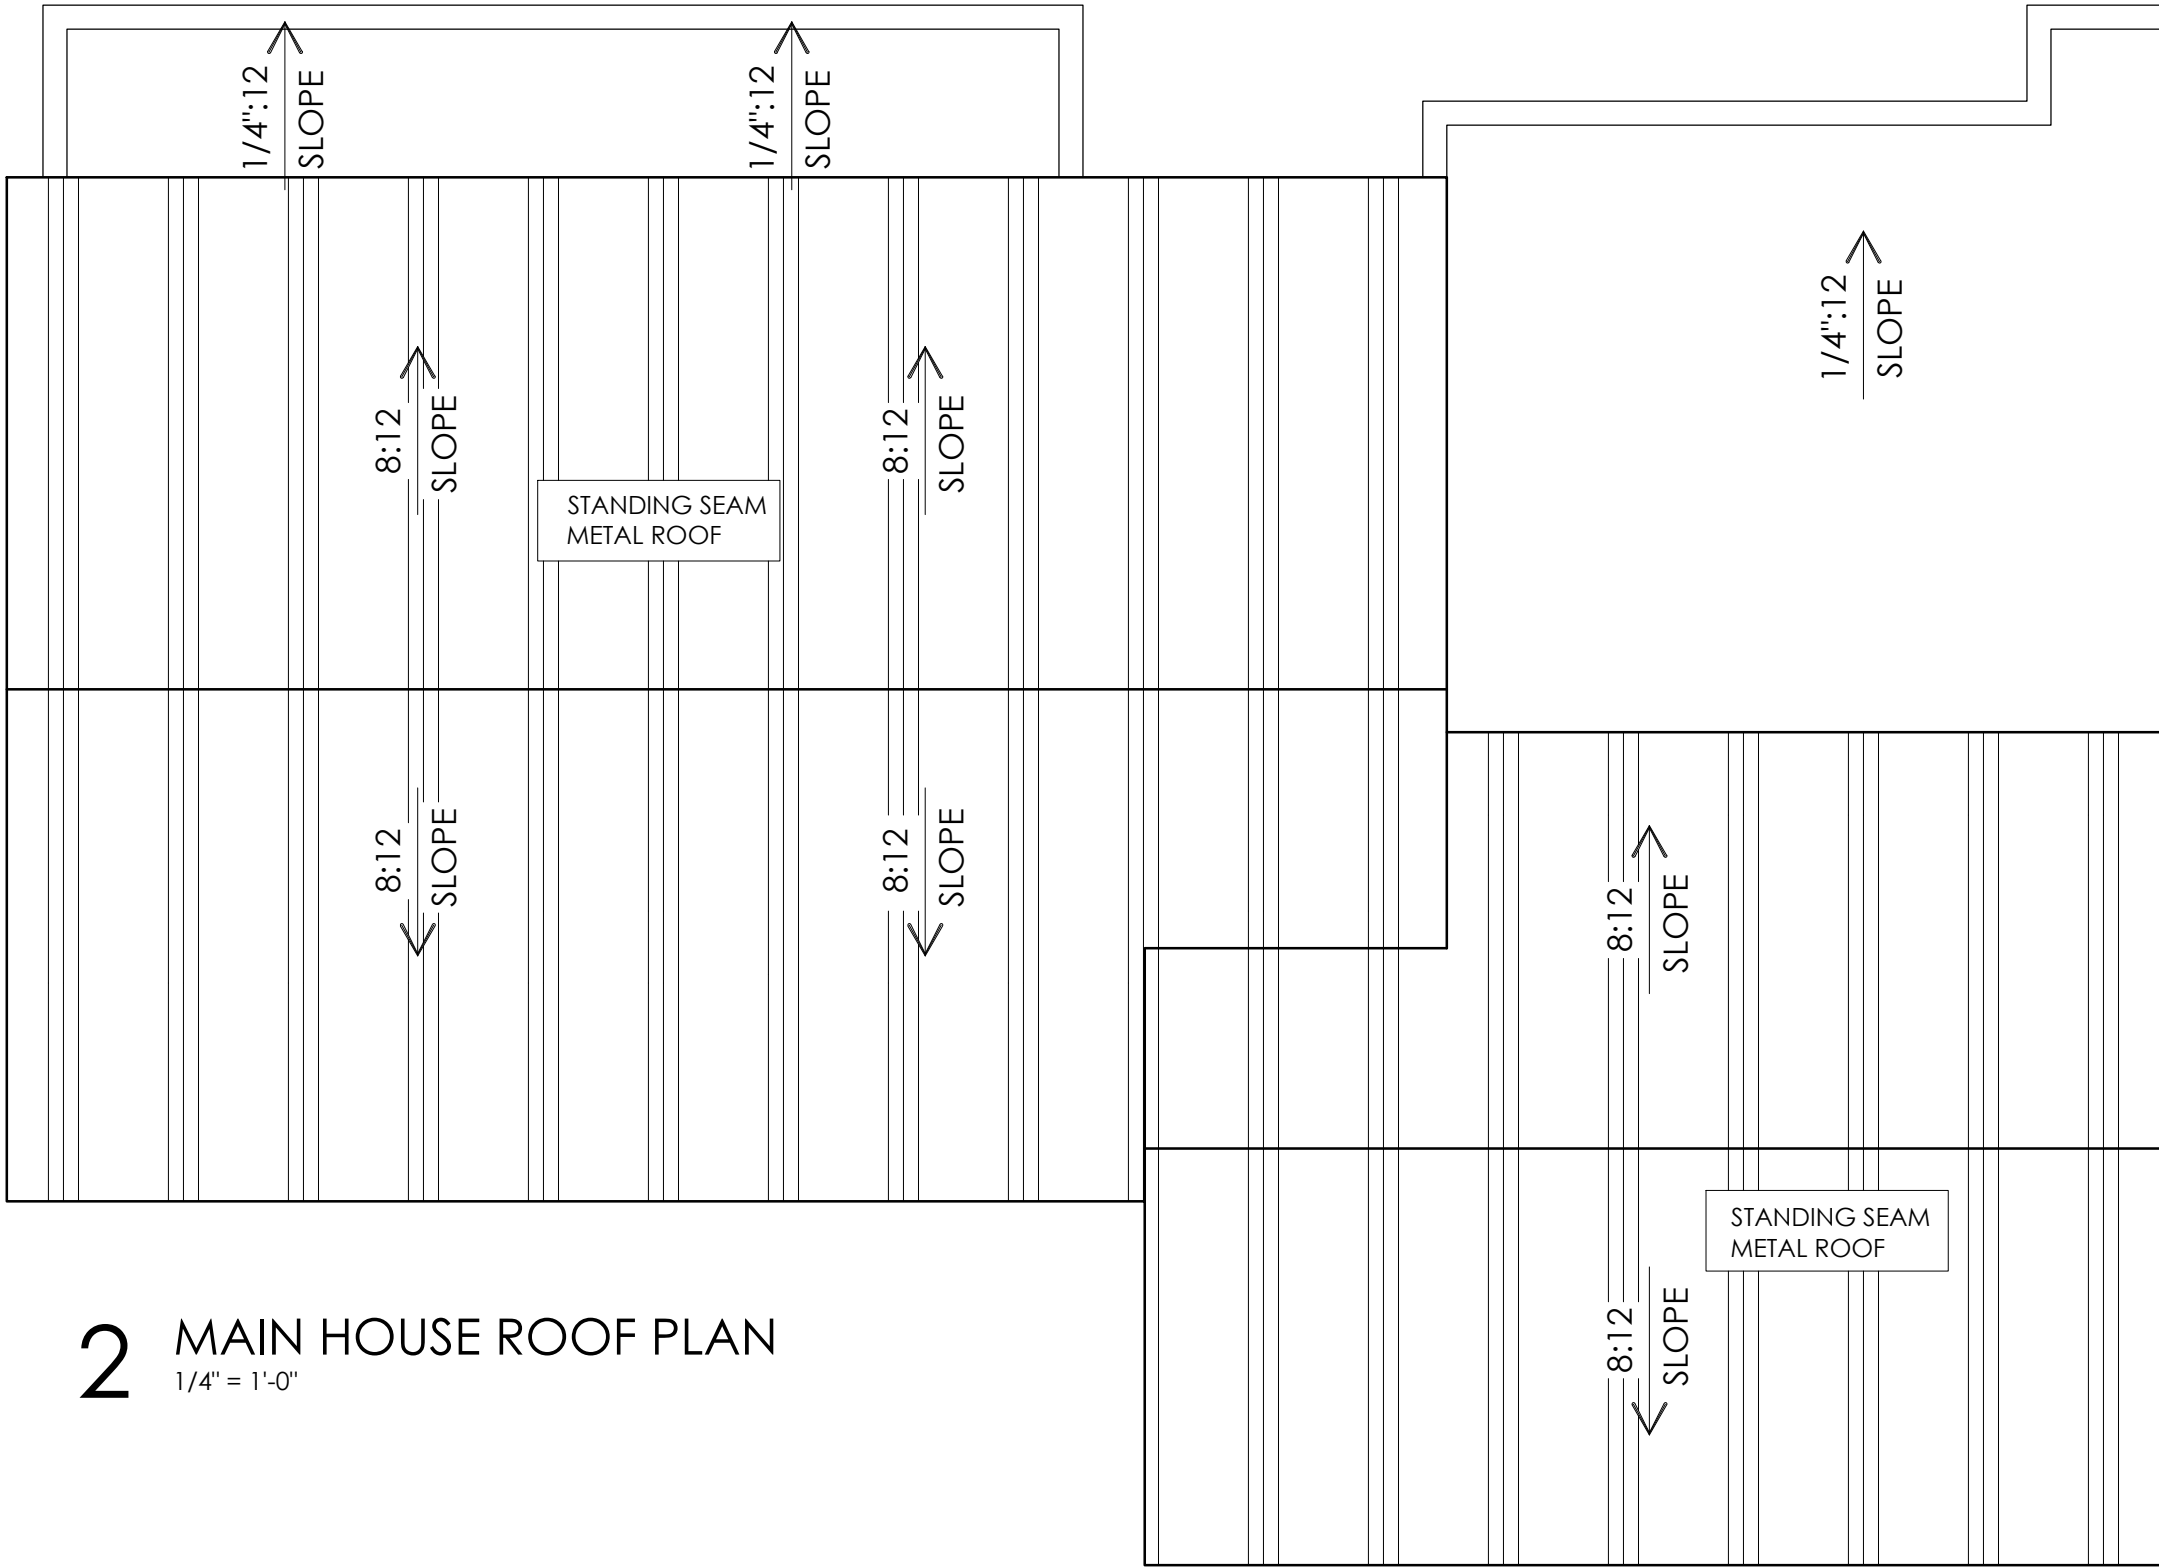 1/4":12
SLOPE
1/4":12
SLOPE
1/4":12
SLOPE
8:12
SLOPE
8:12
SLOPE
STANDING SEAM
METAL ROOF
8:12
SLOPE
8:12
SLOPE
8:12
SLOPE
STANDING SEAM
METAL ROOF
8:12
SLOPE
2 MAIN HOUSE ROOF PLAN
1/4" = 1'-0"